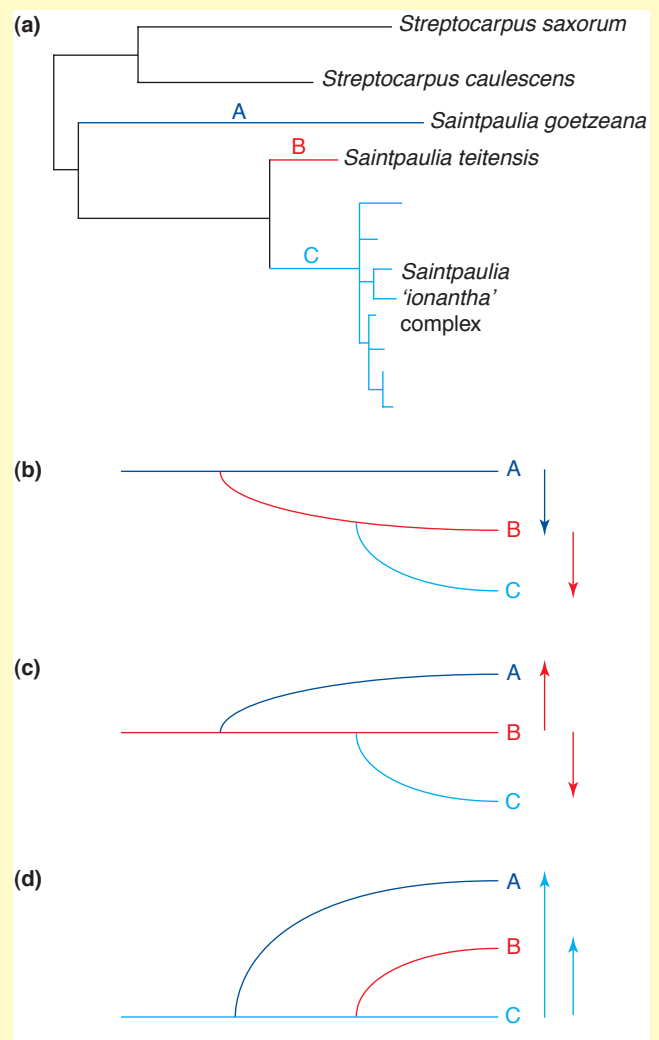 (a)
Streptocarpus saxorum
Streptocarpus caulescens
A
Saintpaulia goetzeana
B
Saintpaulia teitensis
C
Saintpaulia
'ionantha'
complex
(b)
A
B
C
(c)
A
B
C
(d)
A
B
C